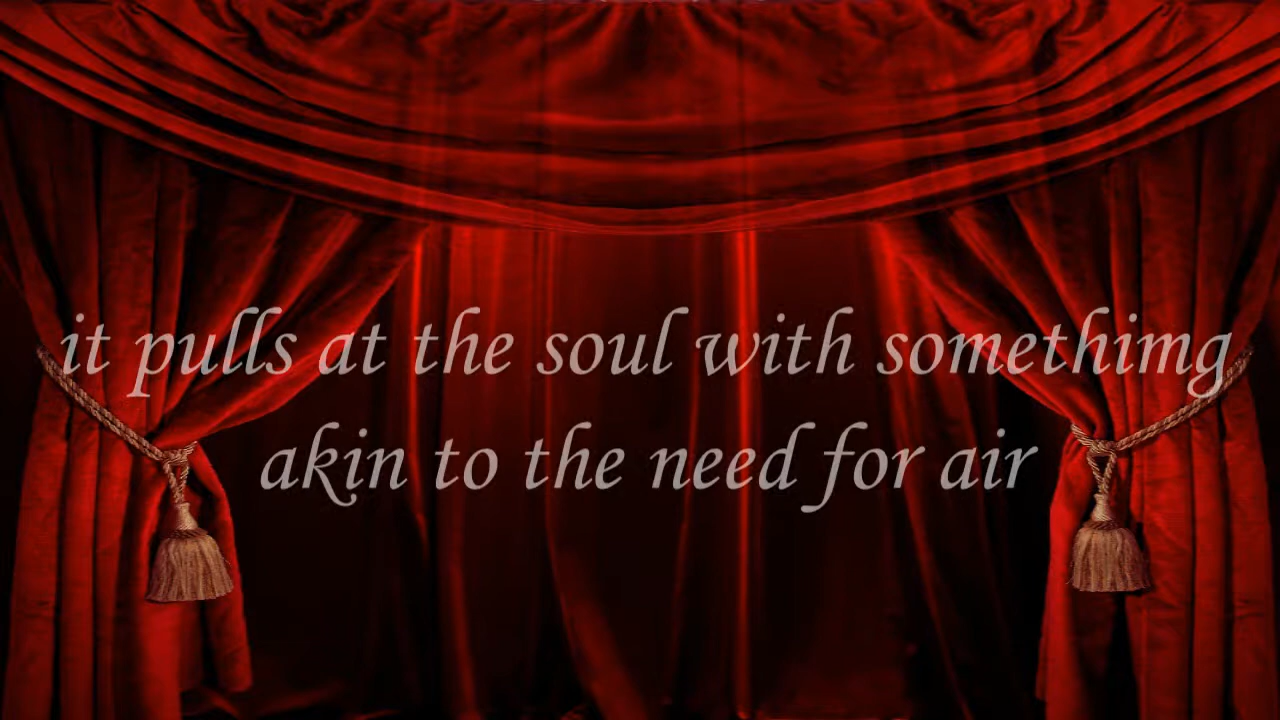 it pulls at the soul with somethimg
akin to the need for air